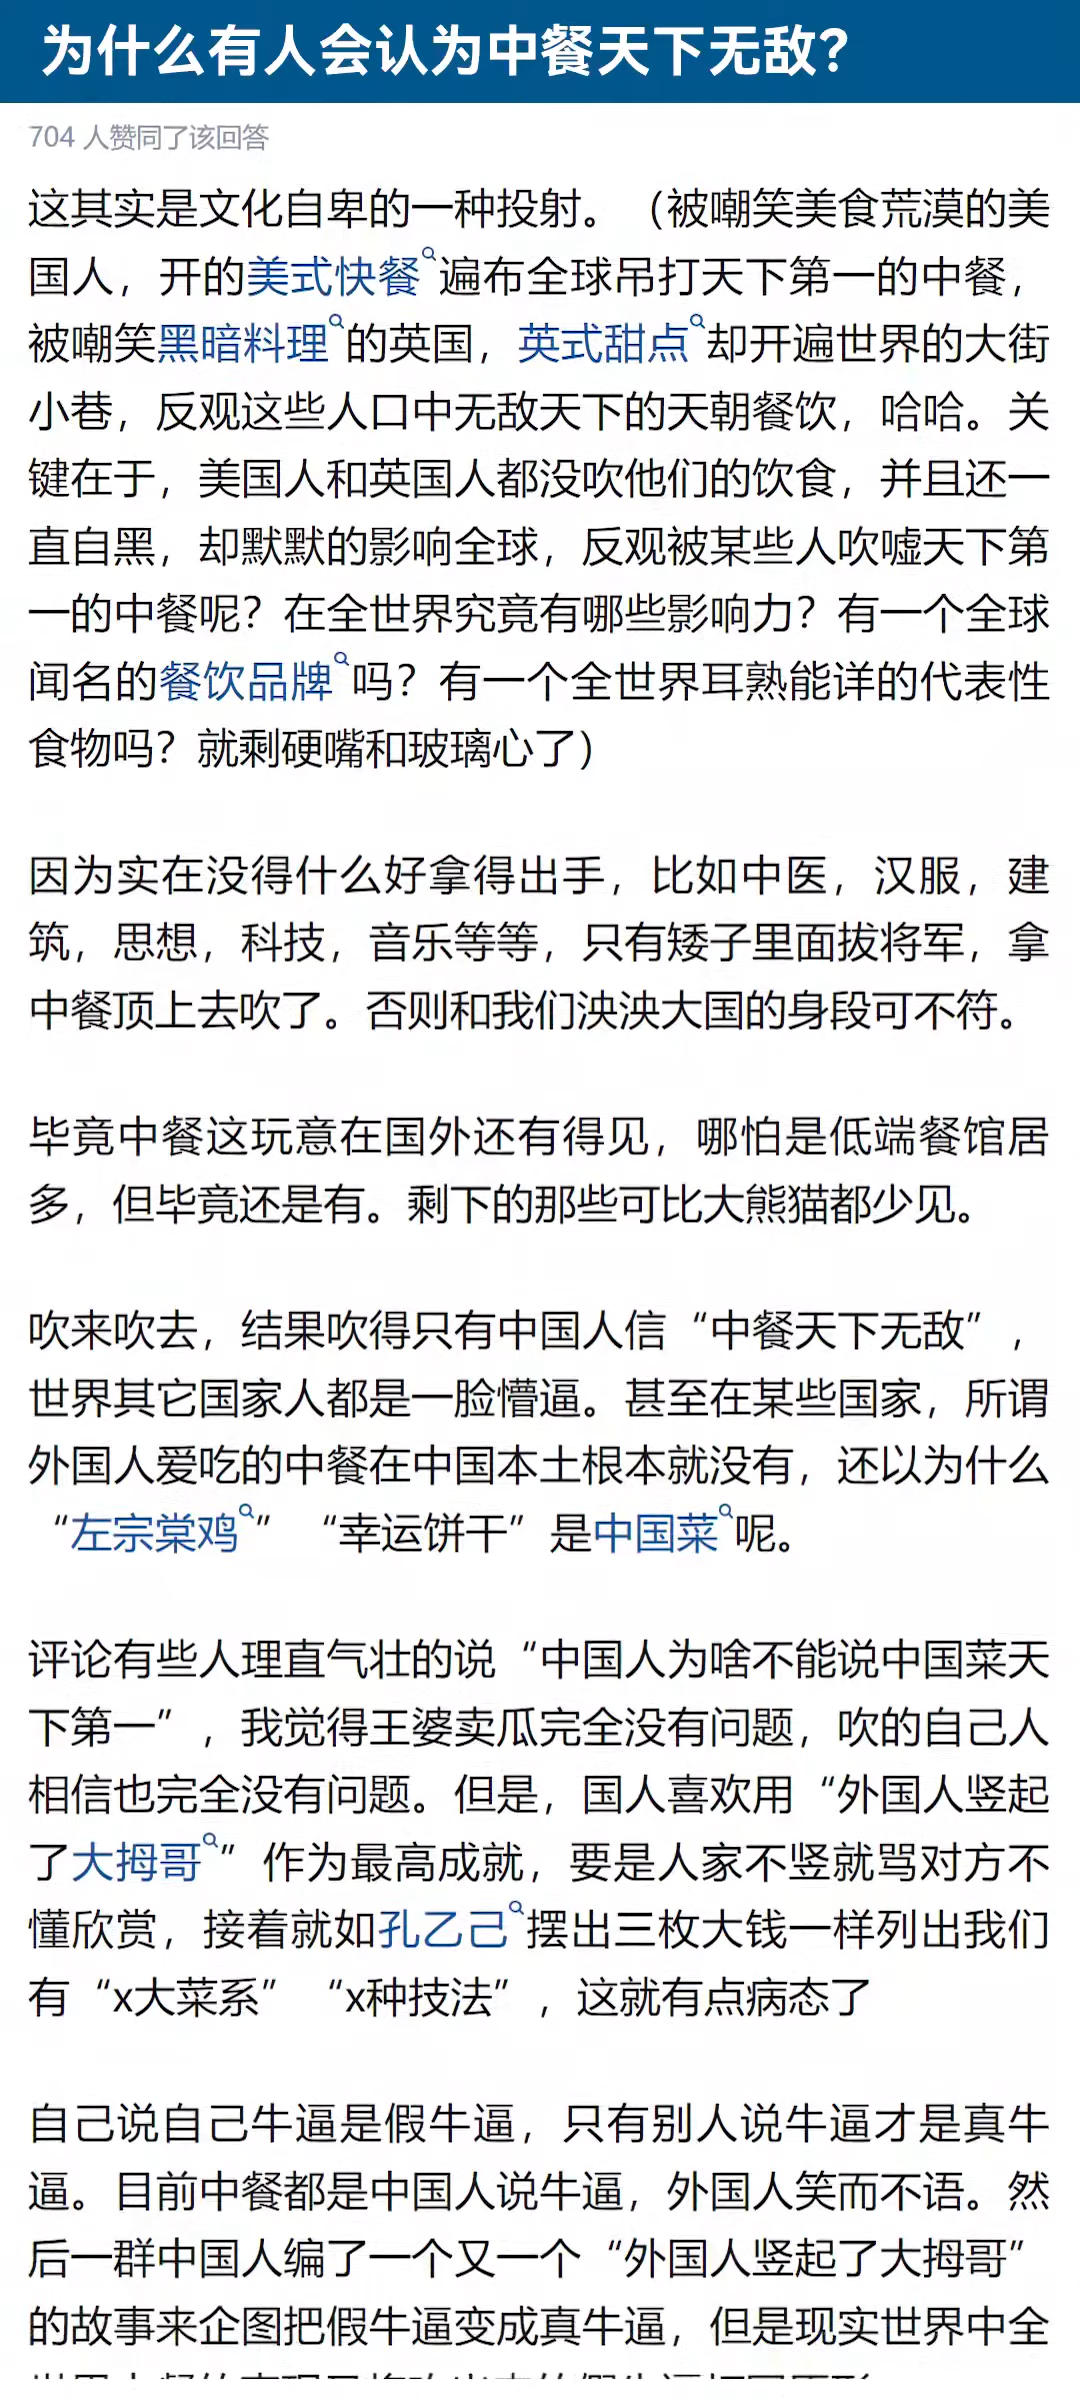 为什么有人会认为中餐天下无敌？
704 人赞同了该回答
这其实是文化自卑的一种投射。（被嘲笑美食荒漠的美
国人，开的美式快餐遍布全球吊打天下第一的中餐，
被嘲笑黑暗料理的英国，英式甜点却开遍世界的大街
小巷，反观这些人口中无敌天下的天朝餐饮，哈哈。关
键在于，美国人和英国人都没吹他们的饮食，并且还一
直自黑，却默默的影响全球，反观被某些人吹嘘天下第
一的中餐呢？在全世界究竟有哪些影响力？有一个全球
闻名的餐饮品牌吗？有一个全世界耳熟能详的代表性
食物吗？就剩硬嘴和玻璃心了）
因为实在没得什么好拿得出手，比如中医，汉服，建
筑，思想，科技，音乐等等，只有矮子里面拔将军，拿
中餐顶上去吹了。否则和我们泱泱大国的身段可不符。
毕竟中餐这玩意在国外还有得见，哪怕是低端餐馆居
多，但毕竟还是有。剩下的那些可比大熊猫都少见。
吹来吹去，结果吹得只有中国人信“中餐天下无敌”，
世界其它国家人都是一脸懵逼。甚至在某些国家，所谓
外国人爱吃的中餐在中国本土根本就没有，还以为什么
“左宗棠鸡”“幸运饼干”是中国菜呢。
评论有些人理直气壮的说“中国人为啥不能说中国菜天
下第一”，我觉得王婆卖瓜完全没有问题，吹的自己人
相信也完全没有问题。但是，国人喜欢用“外国人竖起
了大拇哥”作为最高成就，要是人家不竖就骂对方不
懂欣赏，接着就如孔乙己摆出三枚大钱一样列出我们
有“x大菜系”“x种技法”，这就有点病态了
自己说自己牛逼是假牛逼，只有别人说牛逼才是真牛
逼。目前中餐都是中国人说牛逼，外国人笑而不语。然
后一群中国人编了一个又一个“外国人竖起了大拇哥”
的故事来企图把假牛逼变成真牛逼，但是现实世界中全